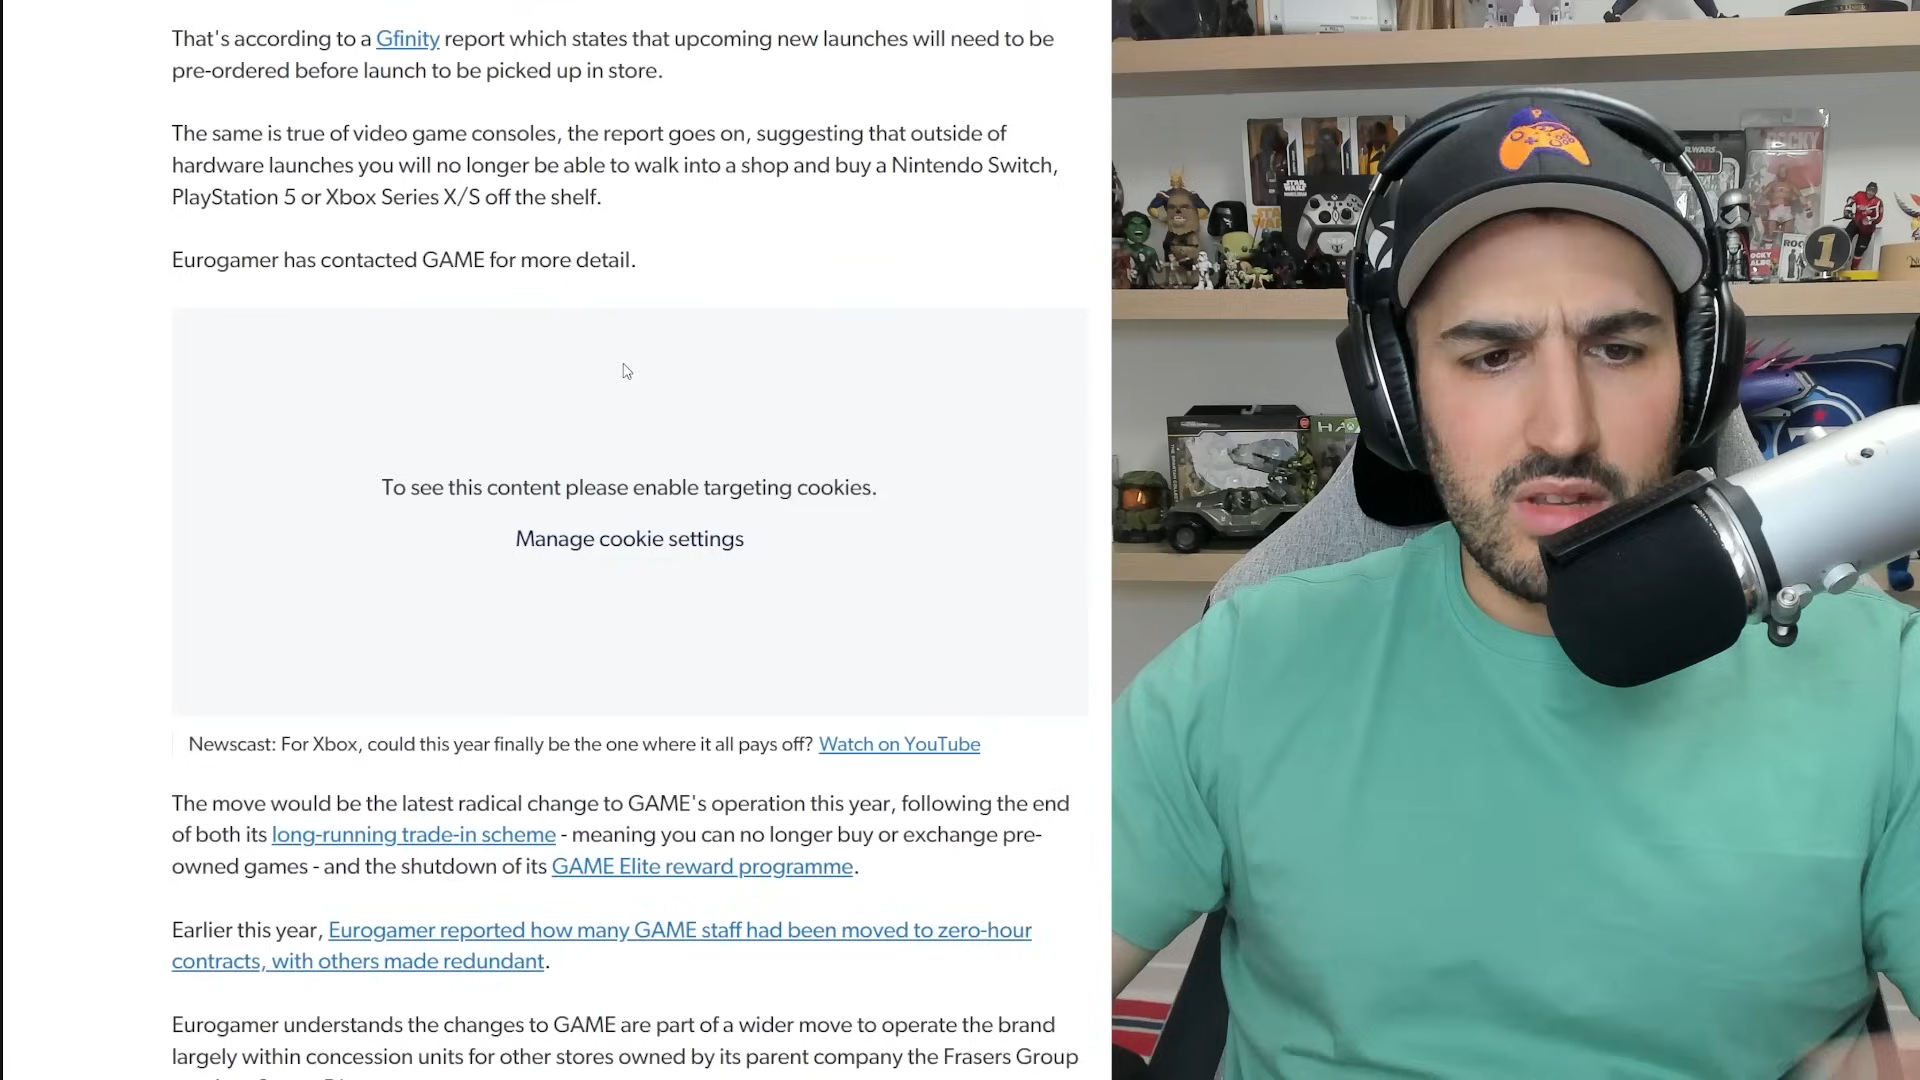 That's according to a Gfinity report which states that upcoming new launches will need to be
pre-ordered before launch to be picked up in store.
The same is true of video game consoles, the report goes on, suggesting that outside of
hardware launches you will no longer be able to walk into a shop and buy a Nintendo Switch,
PlayStation 5 or Xbox Series X/S off the shelf.
Eurogamer has contacted GAME for more detail.
To see this content please enable targeting cookies.
Manage cookie settings
Newscast: For Xbox, could this year finally be the one where it all pays off? Watch on YouTube
The move would be the latest radical change to GAME's operation this year, following the end
of both its long-running trade-in scheme - meaning you can no longer buy or exchange pre-
owned games - and the shutdown of its GAME Elite reward programme.
Earlier this year, Eurogamer reported how many GAME staff had been moved to zero-hour
contracts, with others made redundant.
Eurogamer understands the changes to GAME are part of a wider move to operate the brand
largely within concession units for other stores owned by its parent company the Frasers Group
STAR
WARS
ROCKY
1